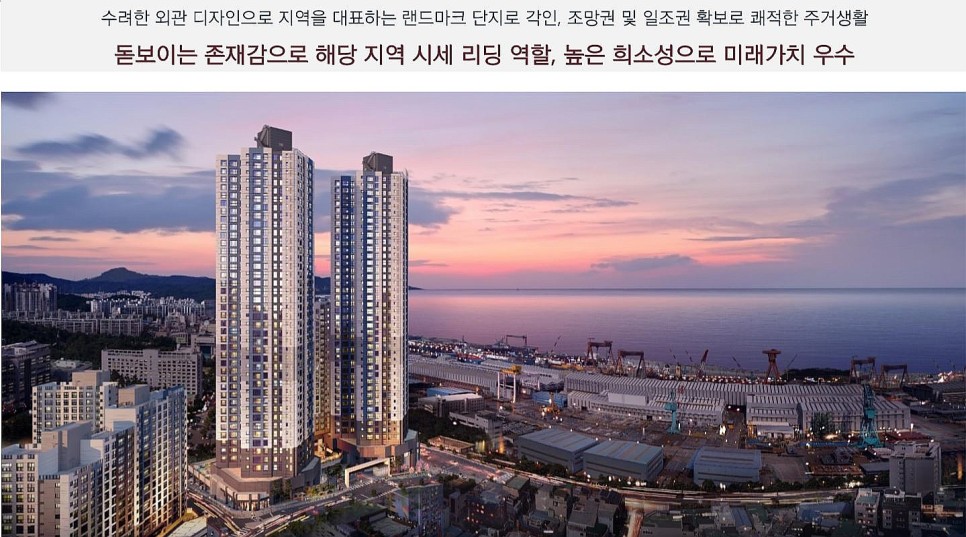 수려한 외관 디자인으로 지역을 대표하는 랜드마크 단지로 각인, 조망권 및 일조권 확보로 쾌적한 주거생활
돋보이는 존재감으로 해당 지역 시세 리딩 역할, 높은 희소성으로 미래가치 우수